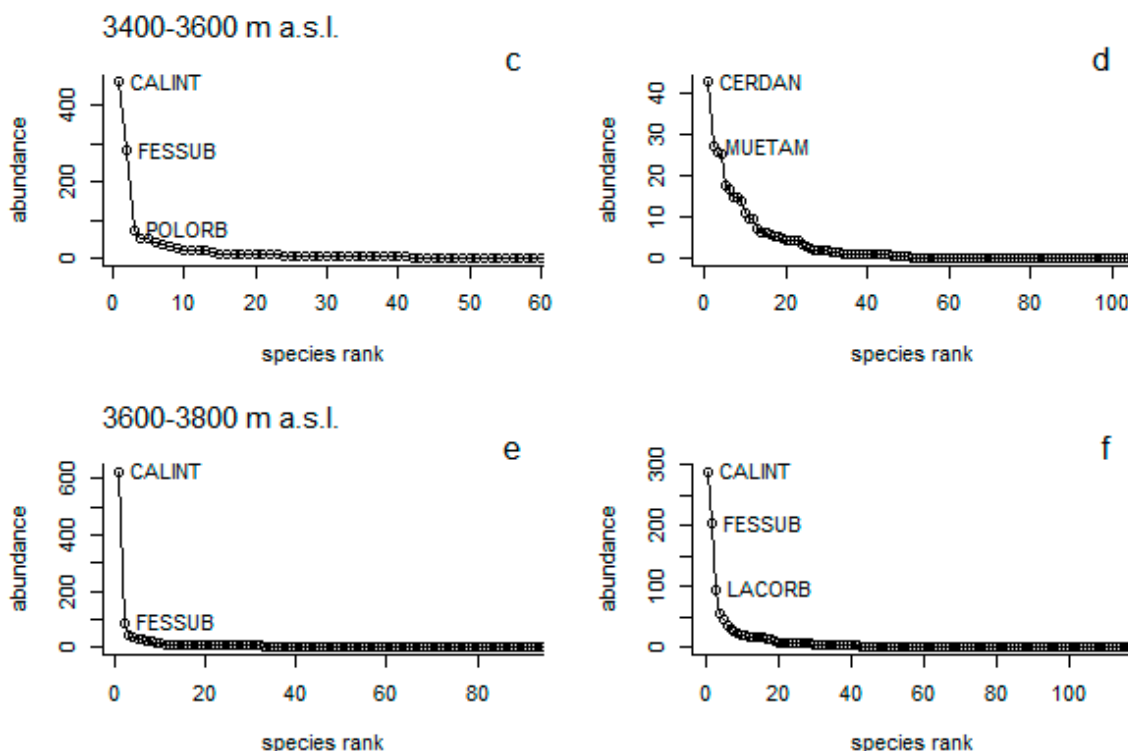 3400-3600 m a.s.l.
c
CALINT
FESSUB
POLORB
abundance
0 200 400
0 10 20 30 40 50 60
species rank
d
CERDAN
MUETAM
abundance
0 10 20 30 40
0 20 40 60 80 100
species rank
3600-3800 m a.s.l.
e
CALINT
FESSUB
abundance
0 200 400 600
0 20 40 60 80
species rank
f
CALINT
FESSUB
LACORB
abundance
0 100 200 300
0 20 40 60 80 100
species rank